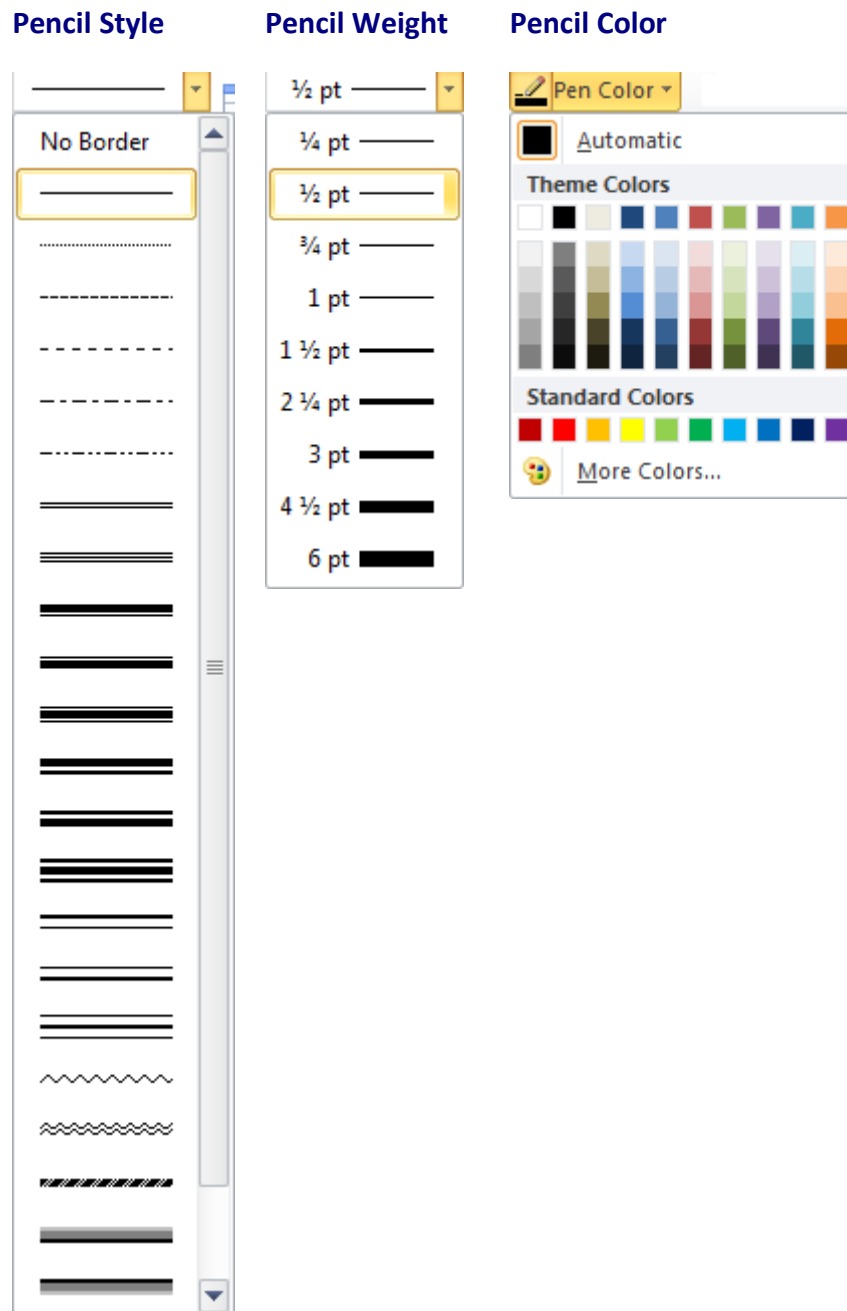 Pencil Style
Pencil Weight
Pencil Color
No Border
½ pt
¼ pt
½ pt
¾ pt
1 pt
1 ½ pt
2 ¼ pt
3 pt
4 ½ pt
6 pt
Pen Color
Automatic
Theme Colors
Standard Colors
More Colors...